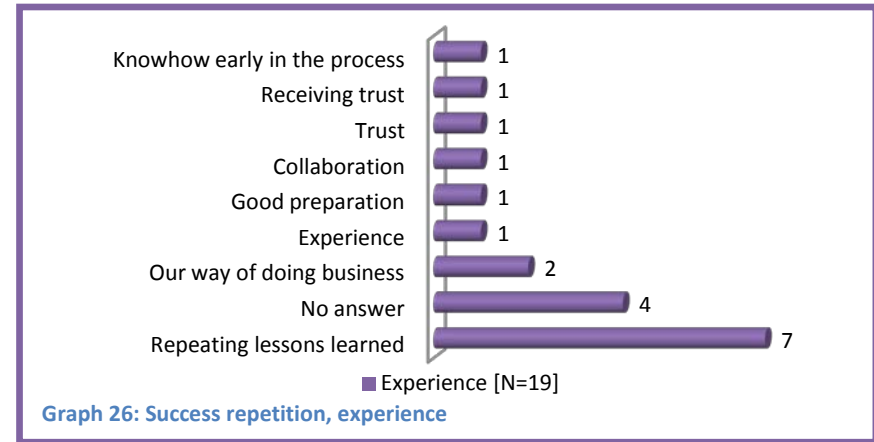 Knowhow early in the process 1
Receiving trust 1
Trust 1
Collaboration 1
Good preparation 1
Experience 1
Our way of doing business 2
No answer 4
Repeating lessons learned 7
Experience [N=19]
Graph 26: Success repetition, experience